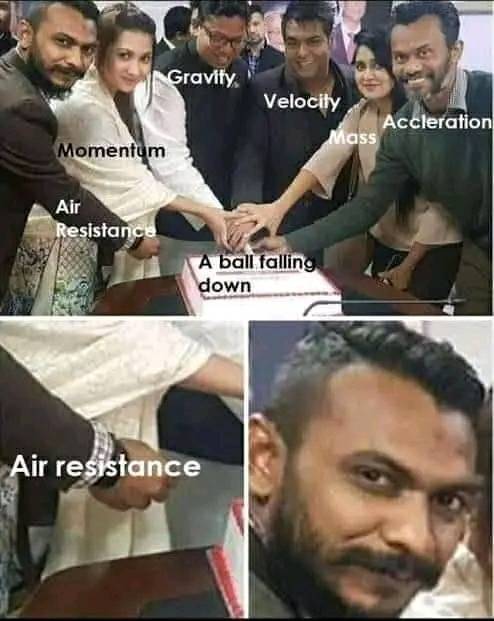 Gravity
Velocity
Mass
Accleration
Momentum
Air
Resistance
A ball falling
down
Air resistance